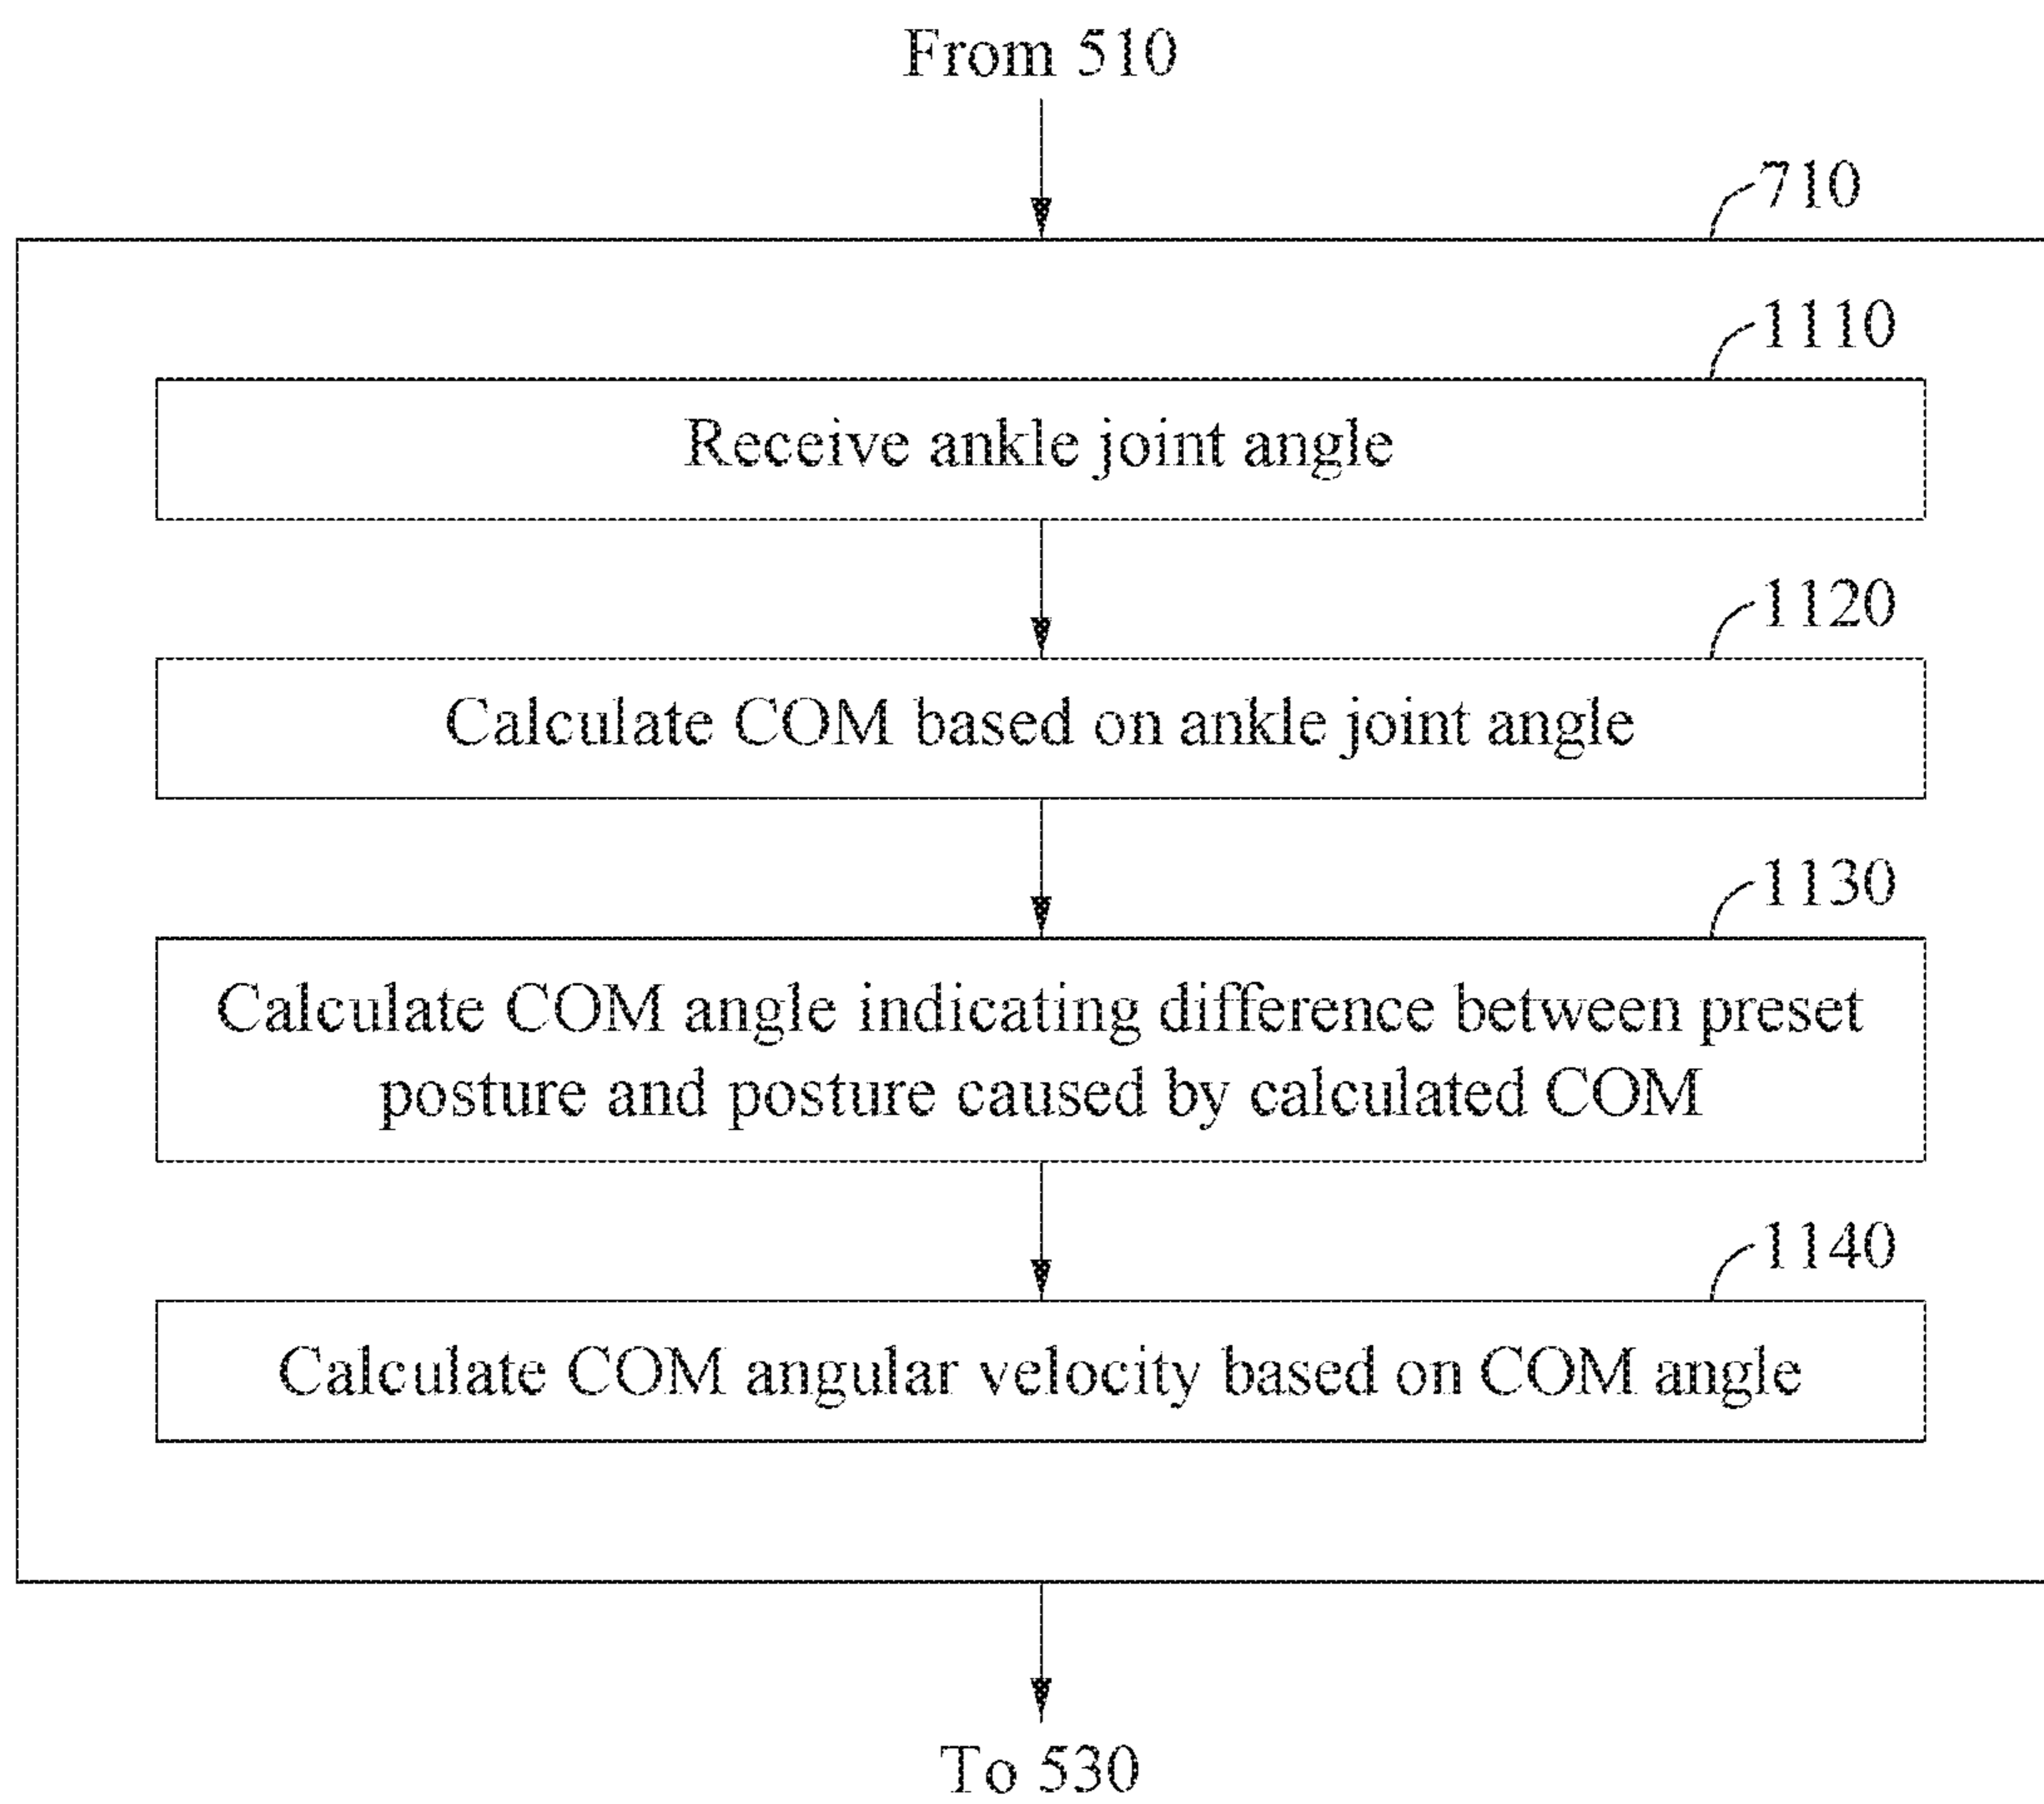 From 510
710
1110
Receive ankle joint angle
1120
Calculate COM based on ankle joint angle
1130
Calculate COM angle indicating difference between preset
posture and posture caused by calculated COM
1140
Calculate COM angular velocity based on COM angle
To 530